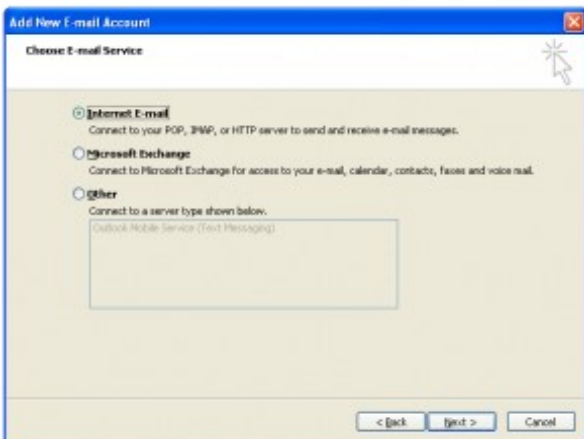 Add New E-mail Account
Choose E-mail Service
Internet E-mail
Connect to your POP, IMAP, or HTTP server to send and receive e-mail messages.
Microsoft Exchange
Connect to Microsoft Exchange for access to your e-mail, calendar, contacts, faxes and voice mail.
Other
Connect to a server type shown below.
Outlook Mobile Service (Text Messaging)
< Back Next > Cancel